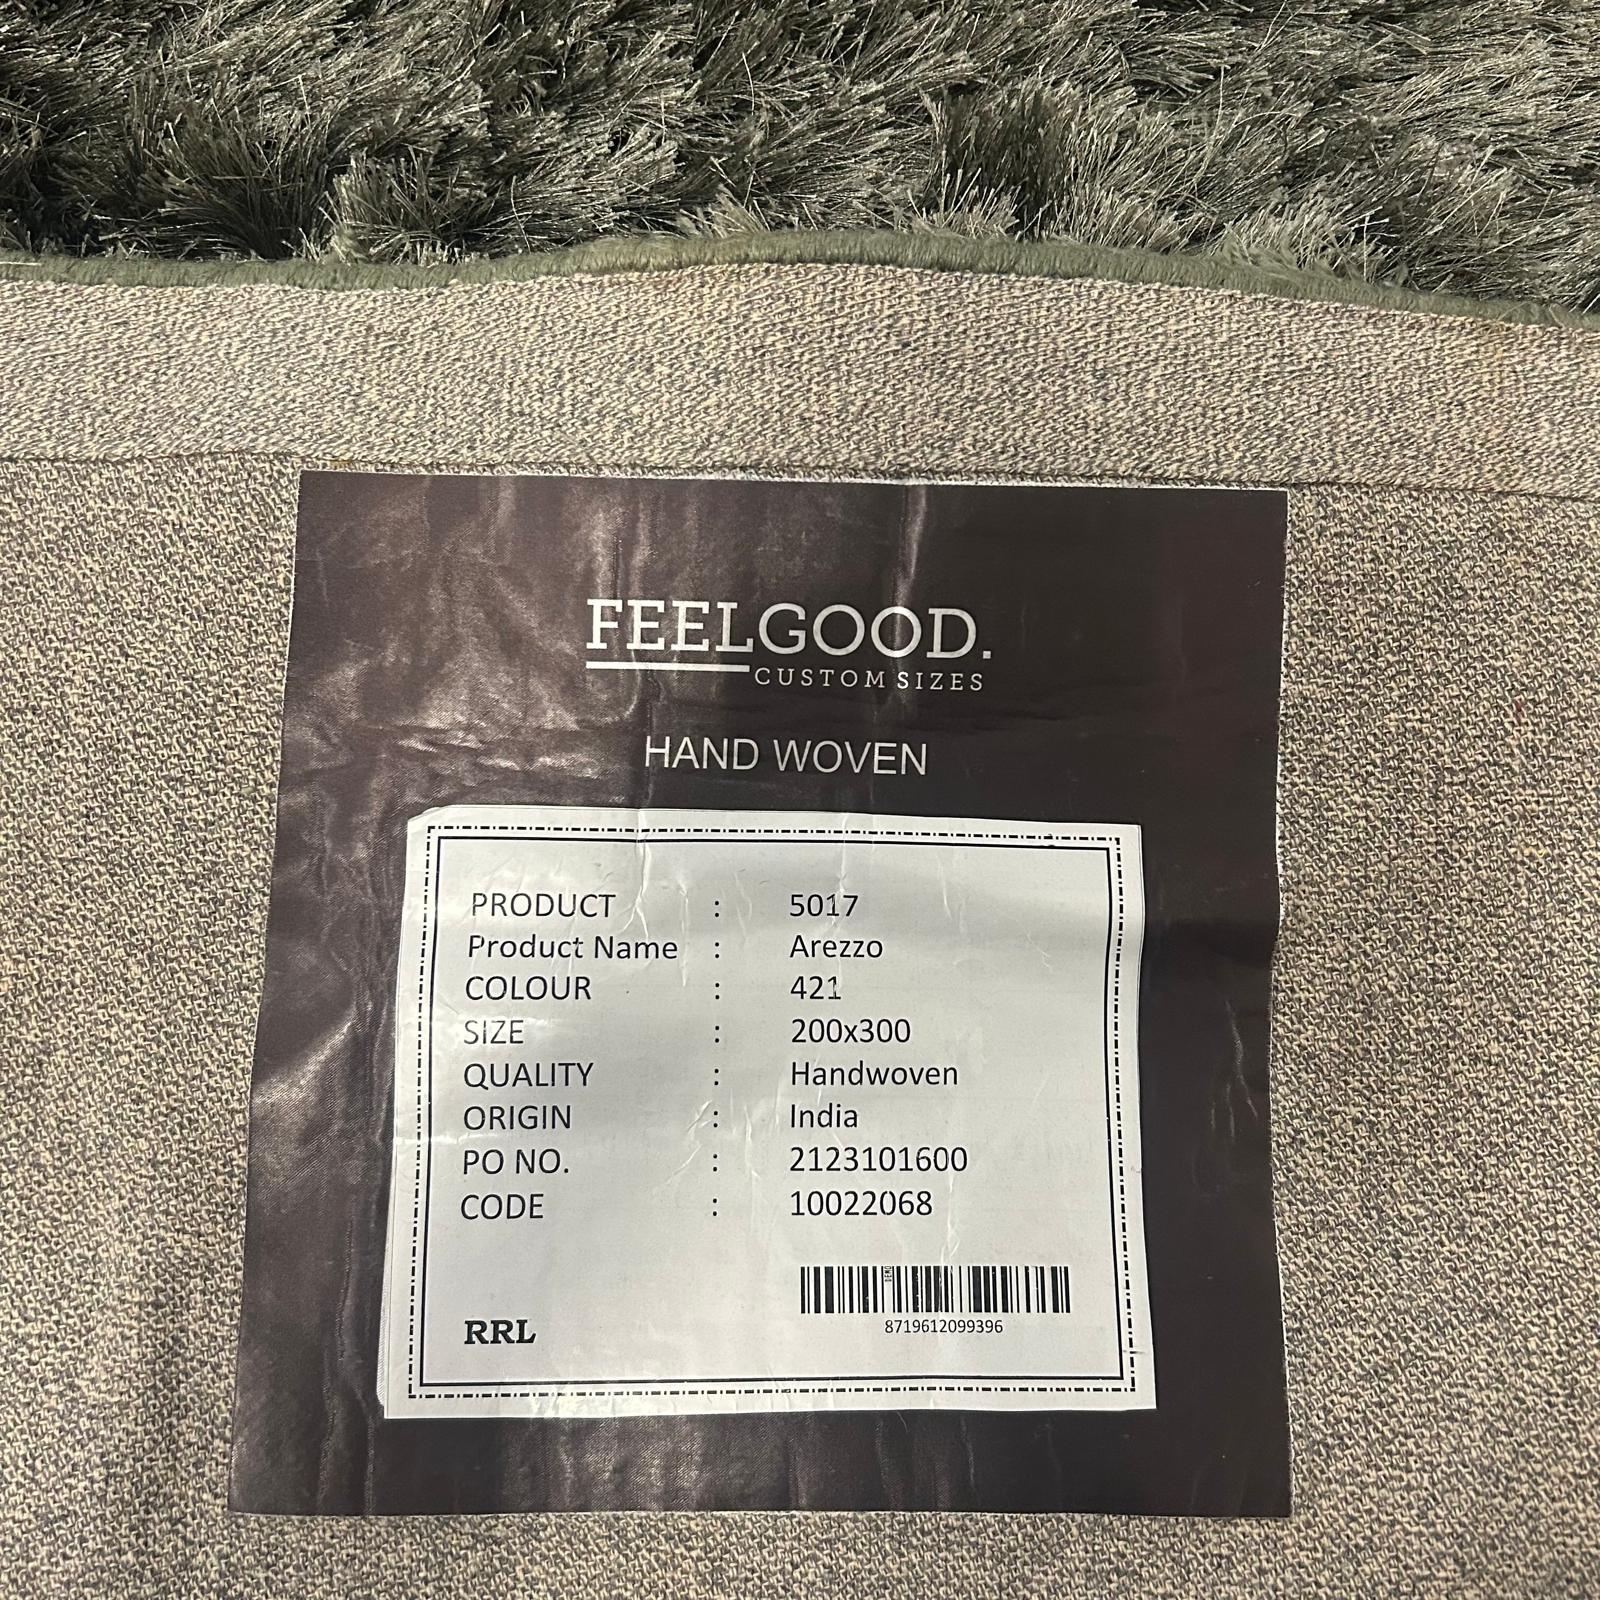 FEELGOOD.
CUSTOM SIZES
HAND WOVEN
PRODUCT : 5017
Product Name : Arezzo
COLOUR : 421
SIZE : 200x300
QUALITY : Handwoven
ORIGIN : India
PO NO. : 2123101600
CODE : 10022068
DEMO
8719612099396
RRL